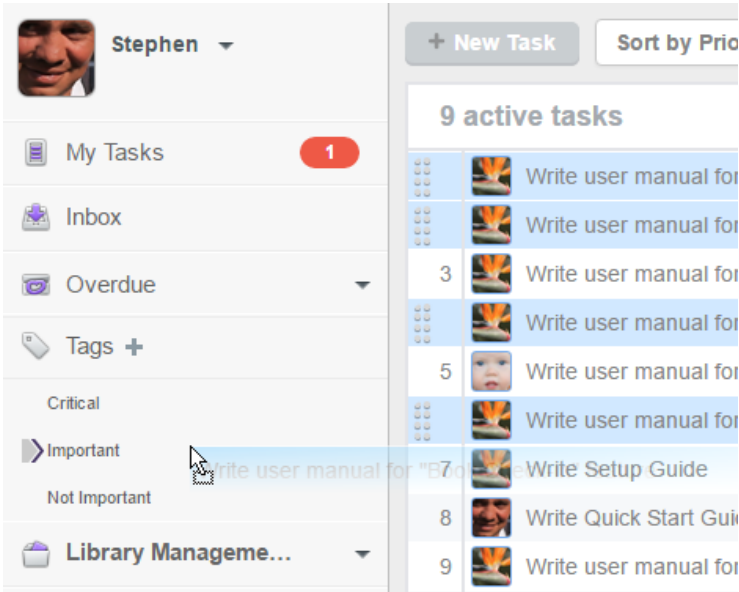 Stephen
My Tasks
1
Inbox
Overdue
Tags +
Critical
Important
Not Important
Library Manageme...
+ New Task
Sort by Prio
9 active tasks
Write user manual for
Write user manual for
3 Write user manual for
Write user manual for
5 Write user manual for
Write user manual for
Write user manual for
7 Write Setup Guide
8 Write Quick Start Guid
9 Write user manual for